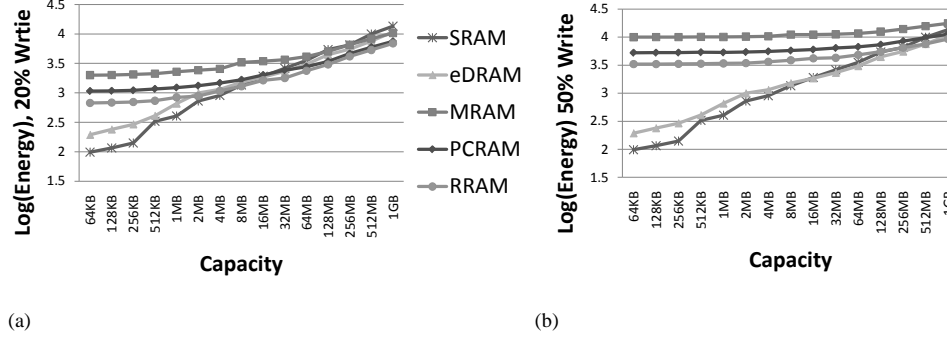 Log(Energy), 20% Wrtie
4.5
4
3.5
3
2.5
2
1.5
64KB
128KB
256KB
512KB
1MB
2MB
4MB
8MB
16MB
32MB
64MB
128MB
256MB
512MB
1GB
Capacity
SRAM
eDRAM
MRAM
PCRAM
RRAM
Log(Energy) 50% Write
4.5
4
3.5
3
2.5
2
1.5
64KB
128KB
256KB
512KB
1MB
2MB
4MB
8MB
16MB
32MB
64MB
128MB
256MB
512MB
1GB
Capacity
(a)
(b)